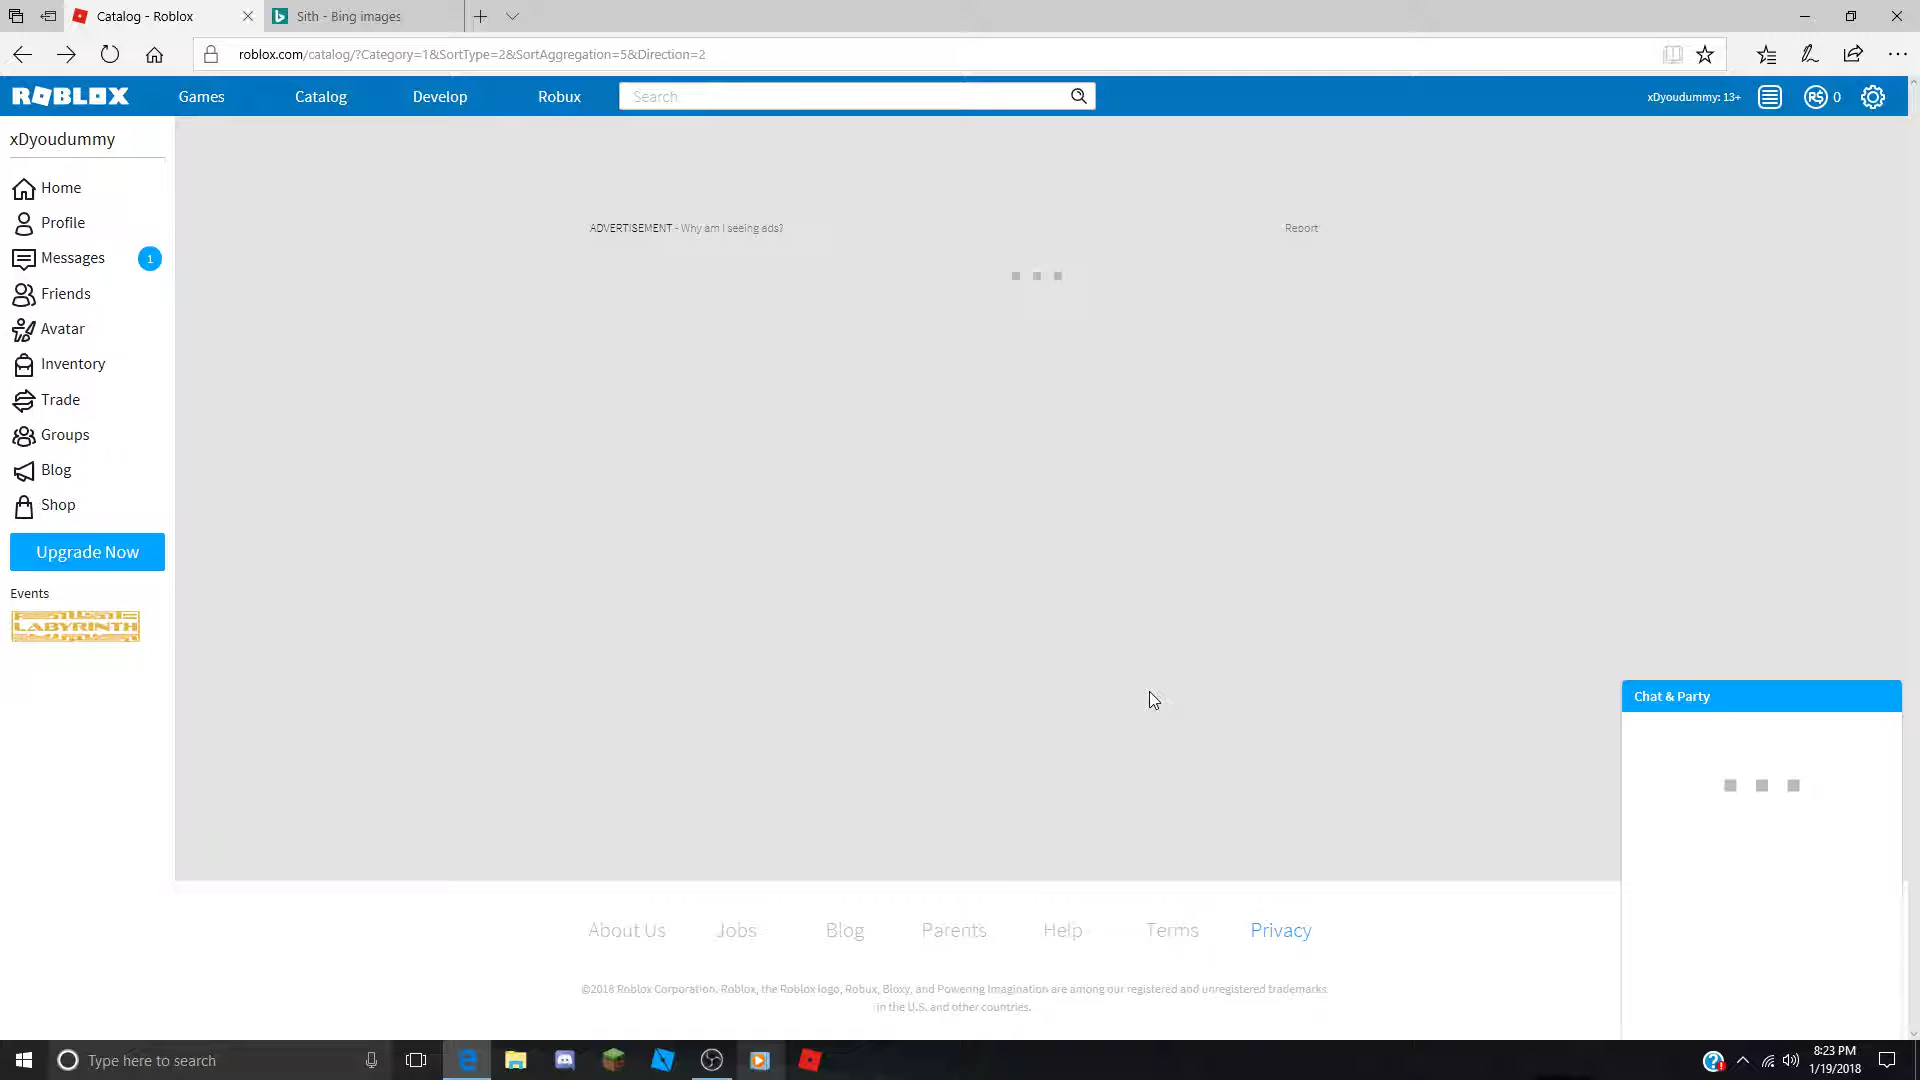 Catalog - Roblox
Sith - Bing images
roblox.com/catalog/?Category=1&SortType=2&SortAggregation=5&Direction=2
ROBLOX
Games
Catalog
Develop
Robux
Search
xDyoudummy: 13+
R$ 0
xDyoudummy
Home
Profile
Messages
1
Friends
Avatar
Inventory
Trade
Groups
Blog
Shop
Upgrade Now
Events
LABYRINTH
ADVERTISEMENT - Why am I seeing ads?
Report
Chat & Party
About Us
Jobs
Blog
Parents
Help
Terms
Privacy
©2018 Roblox Corporation. Roblox, the Roblox logo, Robux, Bloxy, and Powering Imagination are among our registered and unregistered trademarks
in the U.S. and other countries.
Type here to search
8:23 PM
1/19/2018